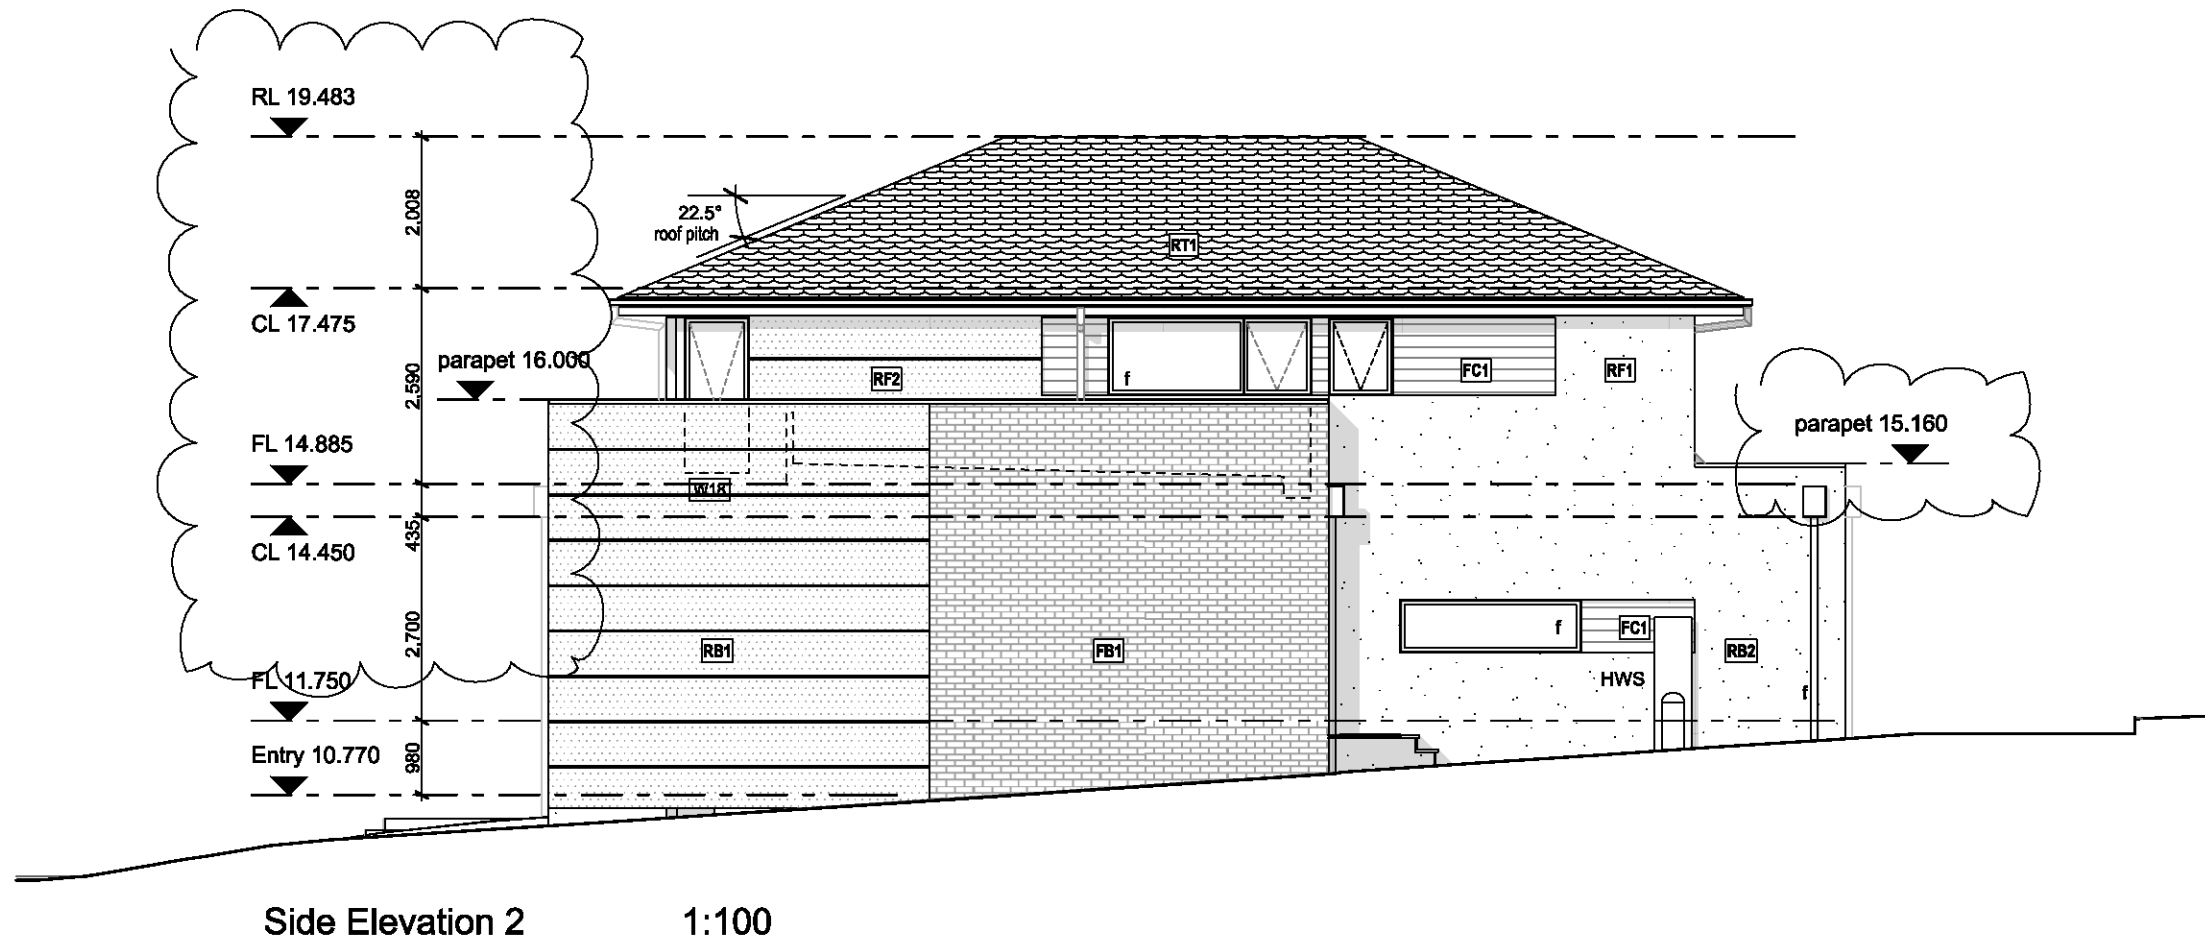 RL 19.483
2,008
22.5°
roof pitch
RT1
CL 17.475
parapet 16.000
2,590
RF2
f
FC1
RF1
parapet 15.160
FL 14.885
W18
435
CL 14.450
2,700
RB1
FB1
f
FC1
RB2
HWS
f
FL 11.750
Entry 10.770
980
Side Elevation 2 1:100